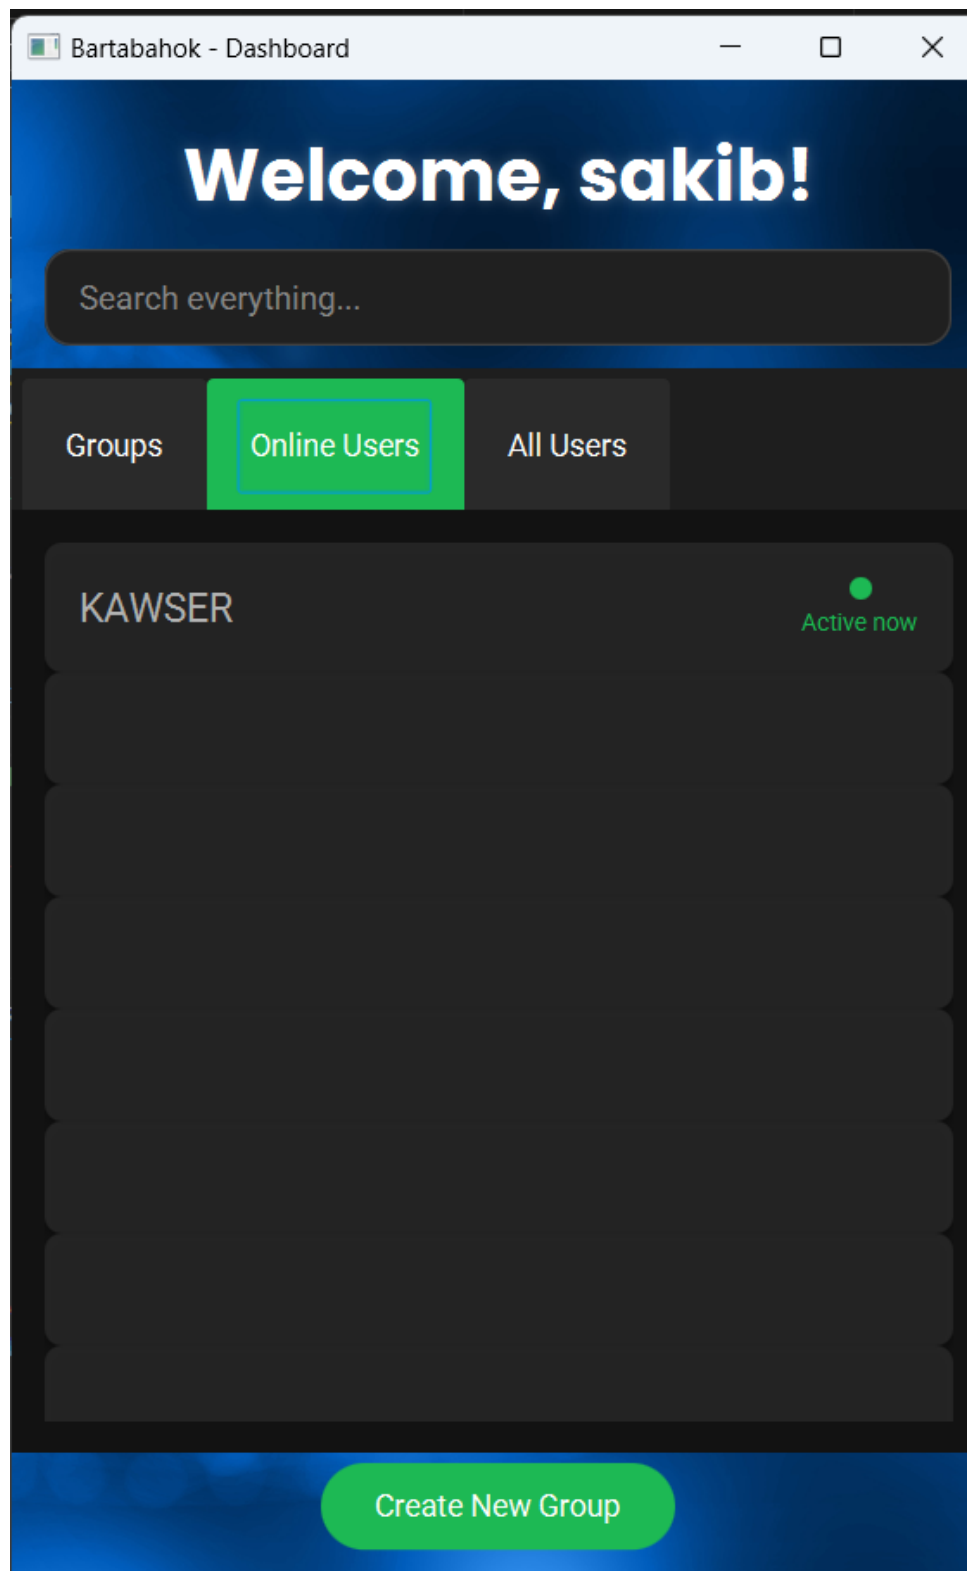 Bartabahok - Dashboard
Welcome, sakib!
Search everything...
Groups
Online Users
All Users
KAWSER
Active now
Create New Group